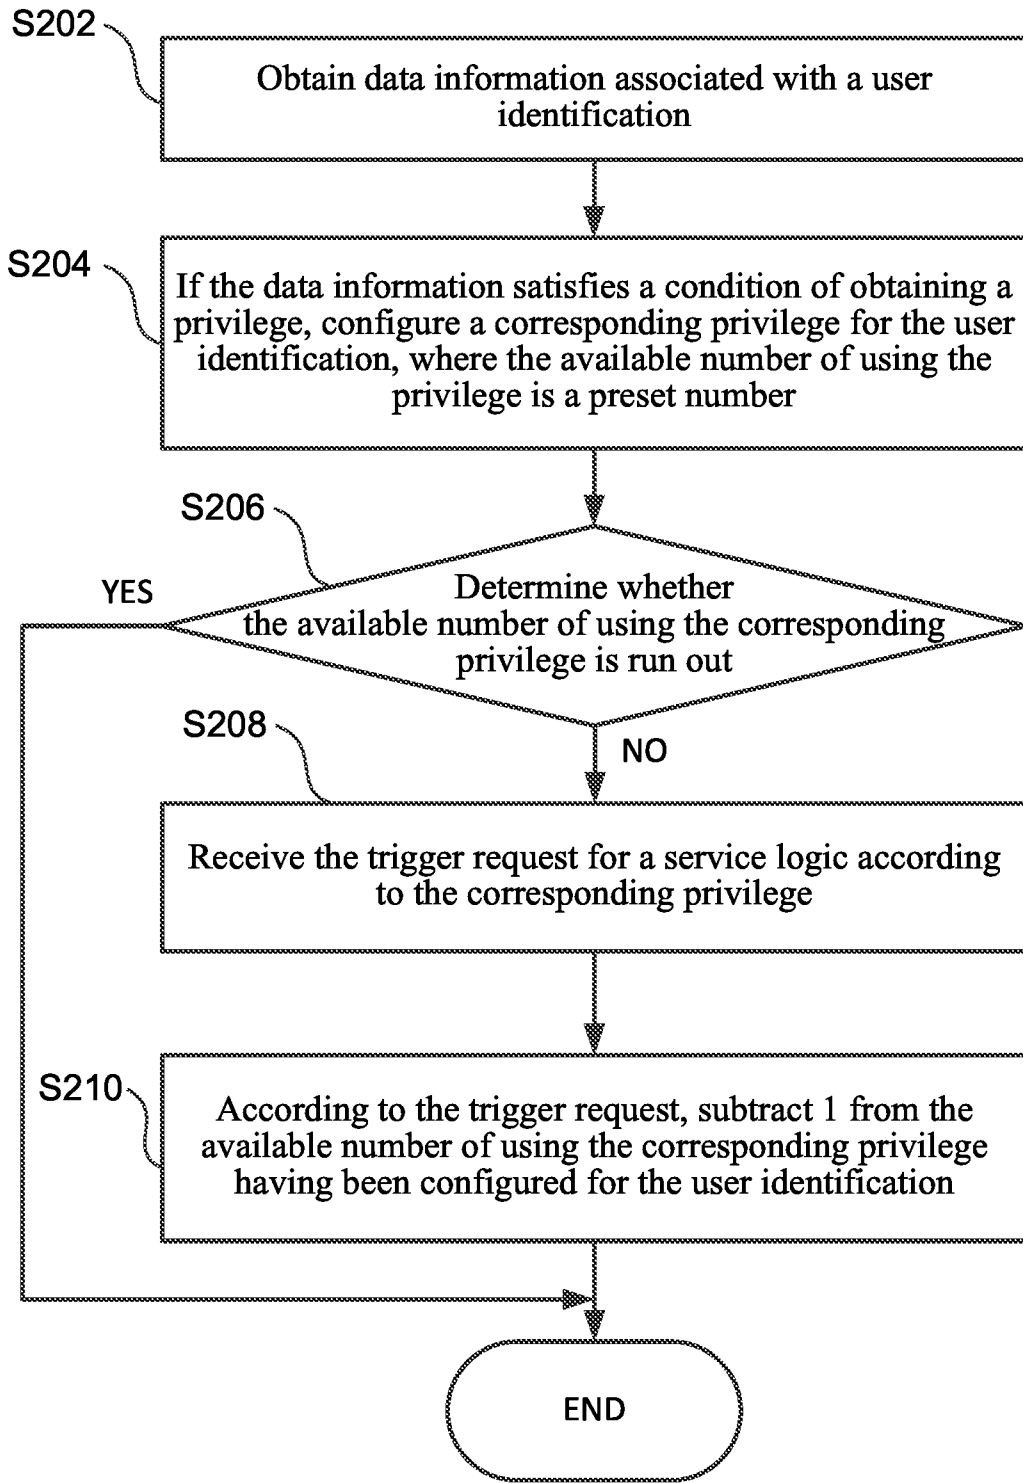 S202
Obtain data information associated with a user
identification
S204
If the data information satisfies a condition of obtaining a
privilege, configure a corresponding privilege for the user
identification, where the available number of using the
privilege is a preset number
S206
YES
Determine whether
the available number of using the corresponding
privilege is run out
S208
NO
Receive the trigger request for a service logic according
to the corresponding privilege
S210
According to the trigger request, subtract 1 from the
available number of using the corresponding privilege
having been configured for the user identification
END